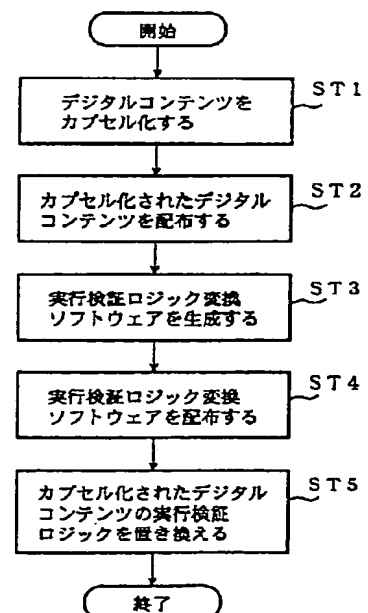 開始
ST1
デジタルコンテンツを
カプセル化する
ST2
カプセル化されたデジタル
コンテンツを配布する
ST3
実行検証ロジック変換
ソフトウェアを生成する
ST4
実行検証ロジック変換
ソフトウェアを配布する
ST5
カプセル化されたデジタル
コンテンツの実行検証
ロジックを置き換える
終了